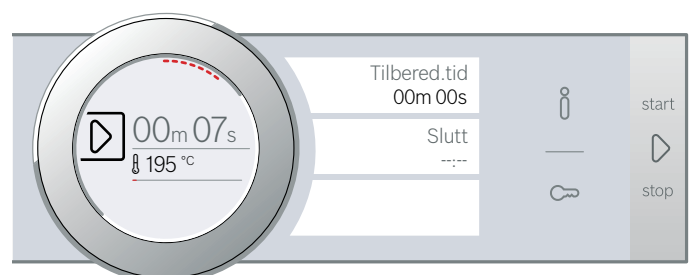 00m 07s
195 °C
Tilbered.tid
00m 00s
Slutt
--:--
start
stop